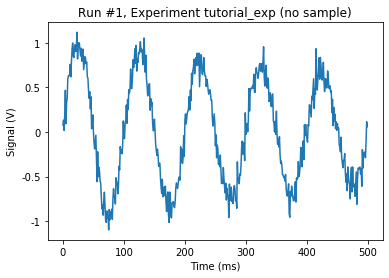 Run #1, Experiment tutorial_exp (no sample)
1
0.5
0
-0.5
-1
Signal (V)
0 100 200 300 400 500
Time (ms)